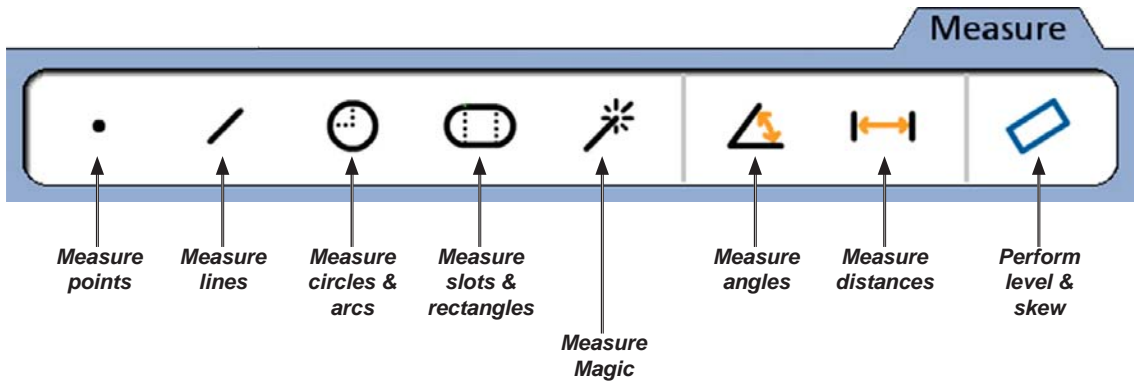 Measure
Measure
points
Measure
lines
Measure
circles &
arcs
Measure
slots &
rectangles
Measure
Magic
Measure
angles
Measure
distances
Perform
level &
skew